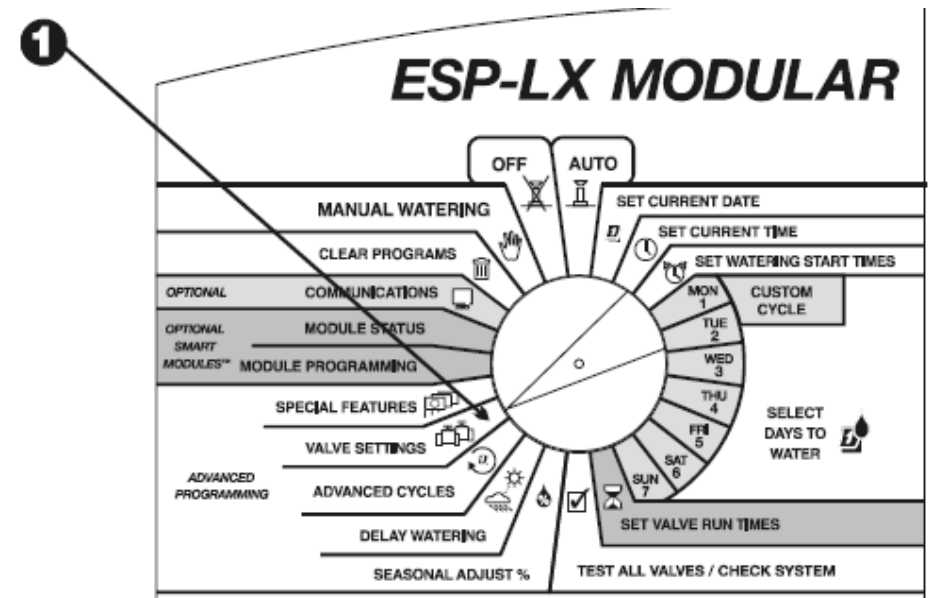 1
ESP-LX MODULAR
OFF
AUTO
MANUAL WATERING
SET CURRENT DATE
SET CURRENT TIME
CLEAR PROGRAMS
SET WATERING START TIMES
OPTIONAL
COMMUNICATIONS
MON
1
CUSTOM
CYCLE
OPTIONAL
SMART
MODULES™
MODULE STATUS
MODULE PROGRAMMING
TUE
2
WED
3
THU
4
FRI
5
SAT
6
SUN
7
SELECT
DAYS TO
WATER
SPECIAL FEATURES
VALVE SETTINGS
ADVANCED
PROGRAMMING
ADVANCED CYCLES
DELAY WATERING
SEASONAL ADJUST %
SET VALVE RUN TIMES
TEST ALL VALVES / CHECK SYSTEM